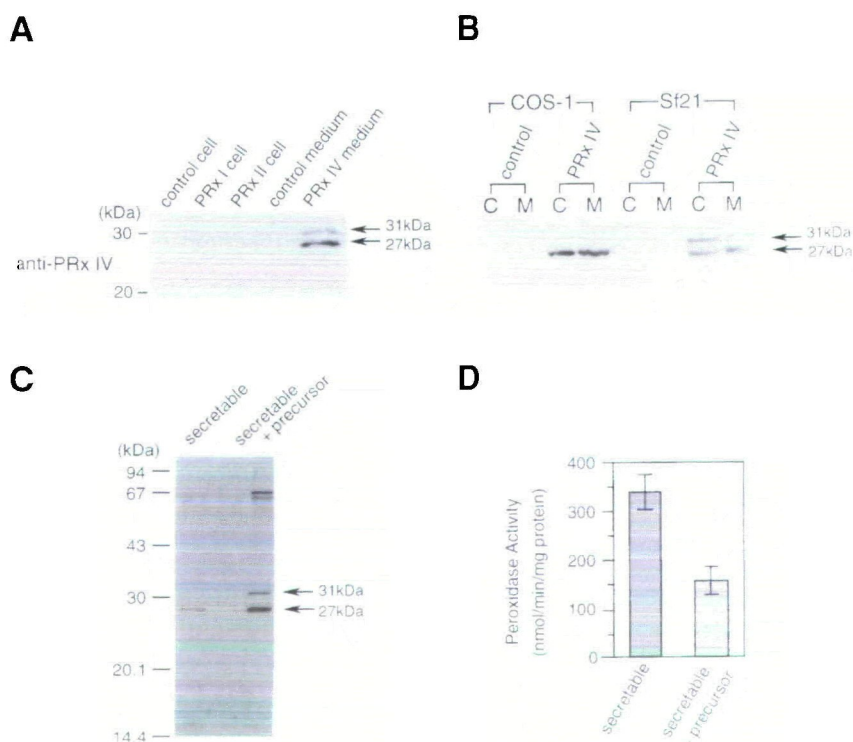 A
control cell
PRx I cell
PRx II cell
control medium
PRx IV medium
(kDa)
30
20
anti-PRx IV
31kDa
27kDa
B
COS-1
Sf21
control
PRx IV
control
PRx IV
C M C M C M C M
31kDa
27kDa
C
secretable
secretable
+ precursor
(kDa)
94
67
43
30
20.1
14.4
31kDa
27kDa
D
Peroxidase Activity
(nmol/min/mg protein)
400
300
200
100
0
secretable
secretable
precursor